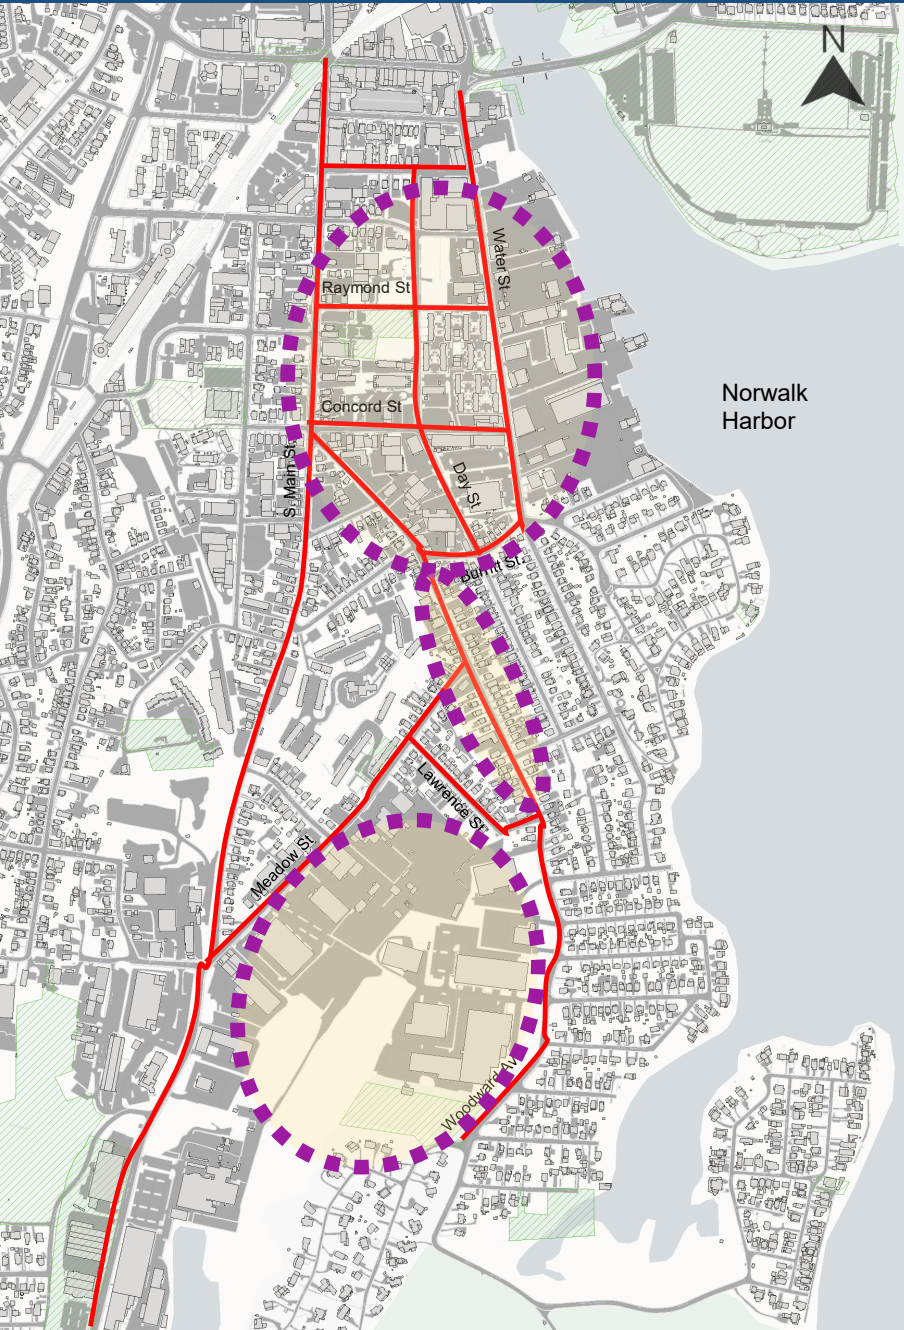 N
Water St
Raymond St
Norwalk
Harbor
Concord St
S. Main St.
Day St
Burritt St.
Lawrence St
Meadow St
Woodward Av